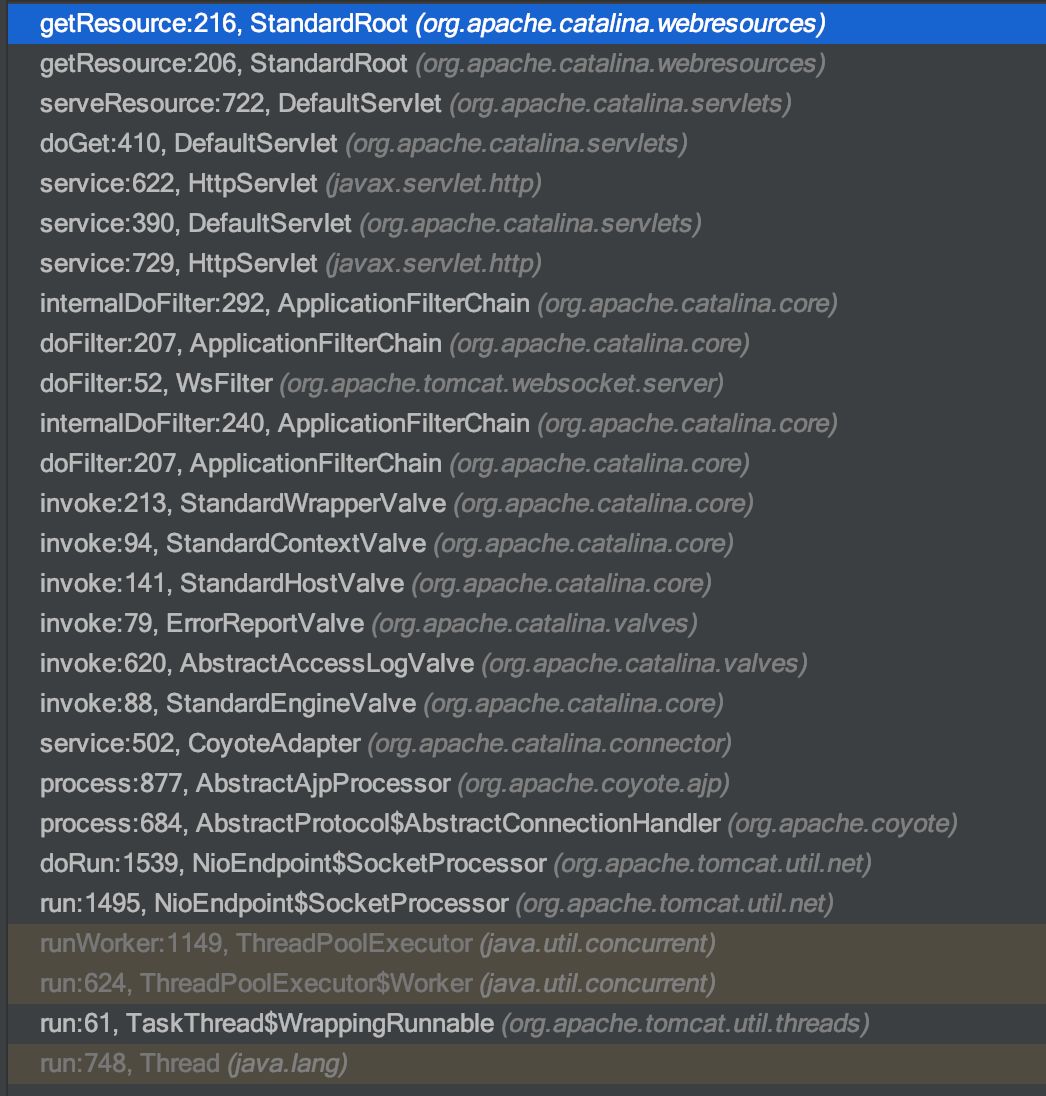 getResource:216, StandardRoot (org.apache.catalina.webresources)
getResource:206, StandardRoot (org.apache.catalina.webresources)
serveResource:722, DefaultServlet (org.apache.catalina.servlets)
doGet:410, DefaultServlet (org.apache.catalina.servlets)
service:622, HttpServlet (javax.servlet.http)
service:390, DefaultServlet (org.apache.catalina.servlets)
service:729, HttpServlet (javax.servlet.http)
internalDoFilter:292, ApplicationFilterChain (org.apache.catalina.core)
doFilter:207, ApplicationFilterChain (org.apache.catalina.core)
doFilter:52, WsFilter (org.apache.tomcat.websocket.server)
internalDoFilter:240, ApplicationFilterChain (org.apache.catalina.core)
doFilter:207, ApplicationFilterChain (org.apache.catalina.core)
invoke:213, StandardWrapperValve (org.apache.catalina.core)
invoke:94, StandardContextValve (org.apache.catalina.core)
invoke:141, StandardHostValve (org.apache.catalina.core)
invoke:79, ErrorReportValve (org.apache.catalina.valves)
invoke:620, AbstractAccessLogValve (org.apache.catalina.valves)
invoke:88, StandardEngineValve (org.apache.catalina.core)
service:502, CoyoteAdapter (org.apache.catalina.connector)
process:877, AbstractAjpProcessor (org.apache.coyote.ajp)
process:684, AbstractProtocol$AbstractConnectionHandler (org.apache.coyote)
doRun:1539, NioEndpoint$SocketProcessor (org.apache.tomcat.util.net)
run:1495, NioEndpoint$SocketProcessor (org.apache.tomcat.util.net)
runWorker:1149, ThreadPoolExecutor (java.util.concurrent)
run:624, ThreadPoolExecutor$Worker (java.util.concurrent)
run:61, TaskThread$WrappingRunnable (org.apache.tomcat.util.threads)
run:748, Thread (java.lang)